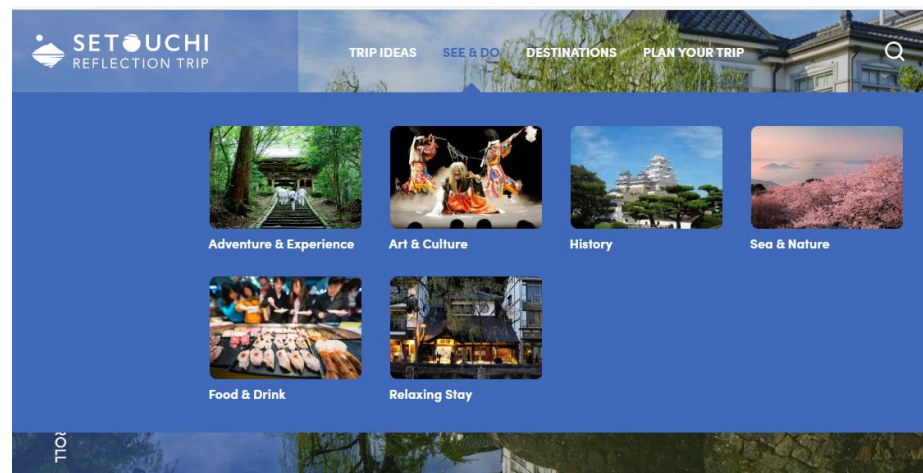 SETOUCHI
REFLECTION TRIP
TRIP IDEAS SEE & DO DESTINATIONS PLAN YOUR TRIP
Adventure & Experience Art & Culture History Sea & Nature
Food & Drink Relaxing Stay
ROLL